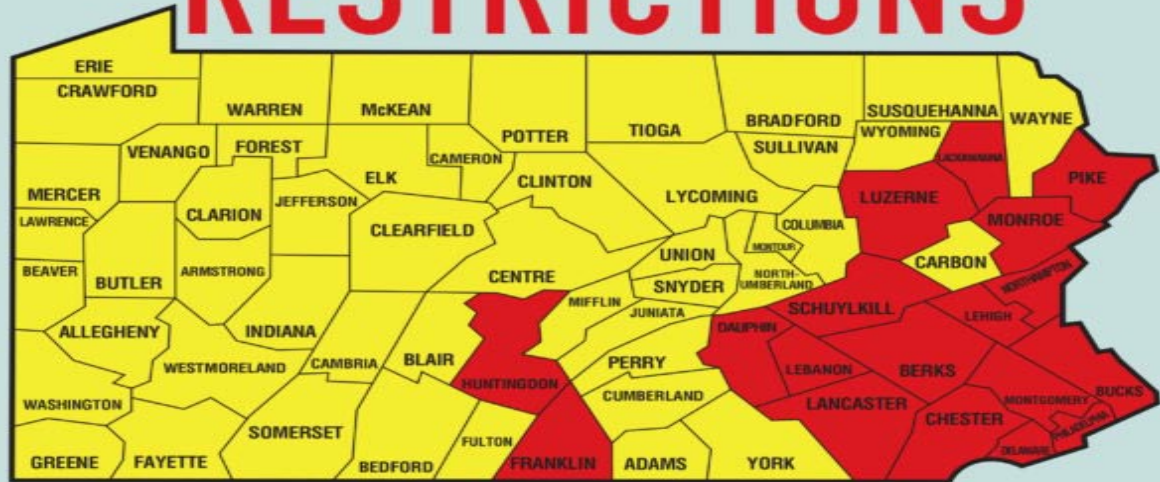 RESTRICTIONS
ERIE
CRAWFORD
WARREN
McKEAN
POTTER
TIOGA
BRADFORD
SUSQUEHANNA
WAYNE
WYOMING
SULLIVAN
VENANGO
FOREST
CAMERON
ELK
CLINTON
LYCOMING
LACKAWANNA
PIKE
MERCER
LAWRENCE
CLARION
JEFFERSON
CLEARFIELD
COLUMBIA
LUZERNE
MONROE
MONTOUR
UNION
CENTRE
CARBON
BEAVER
BUTLER
ARMSTRONG
SNYDER
NORTH-
UMBERLAND
NORTHAMPTON
MIFFLIN
JUNIATA
SCHUYLKILL
LEHIGH
ALLEGHENY
INDIANA
DAUPHIN
WESTMORELAND
CAMBRIA
BLAIR
PERRY
LEBANON
BERKS
HUNTINGDON
CUMBERLAND
LANCASTER
MONTGOMERY
BUCKS
WASHINGTON
SOMERSET
CHESTER
PHILADELPHIA
FULTON
DELAWARE
GREENE
FAYETTE
BEDFORD
FRANKLIN
ADAMS
YORK